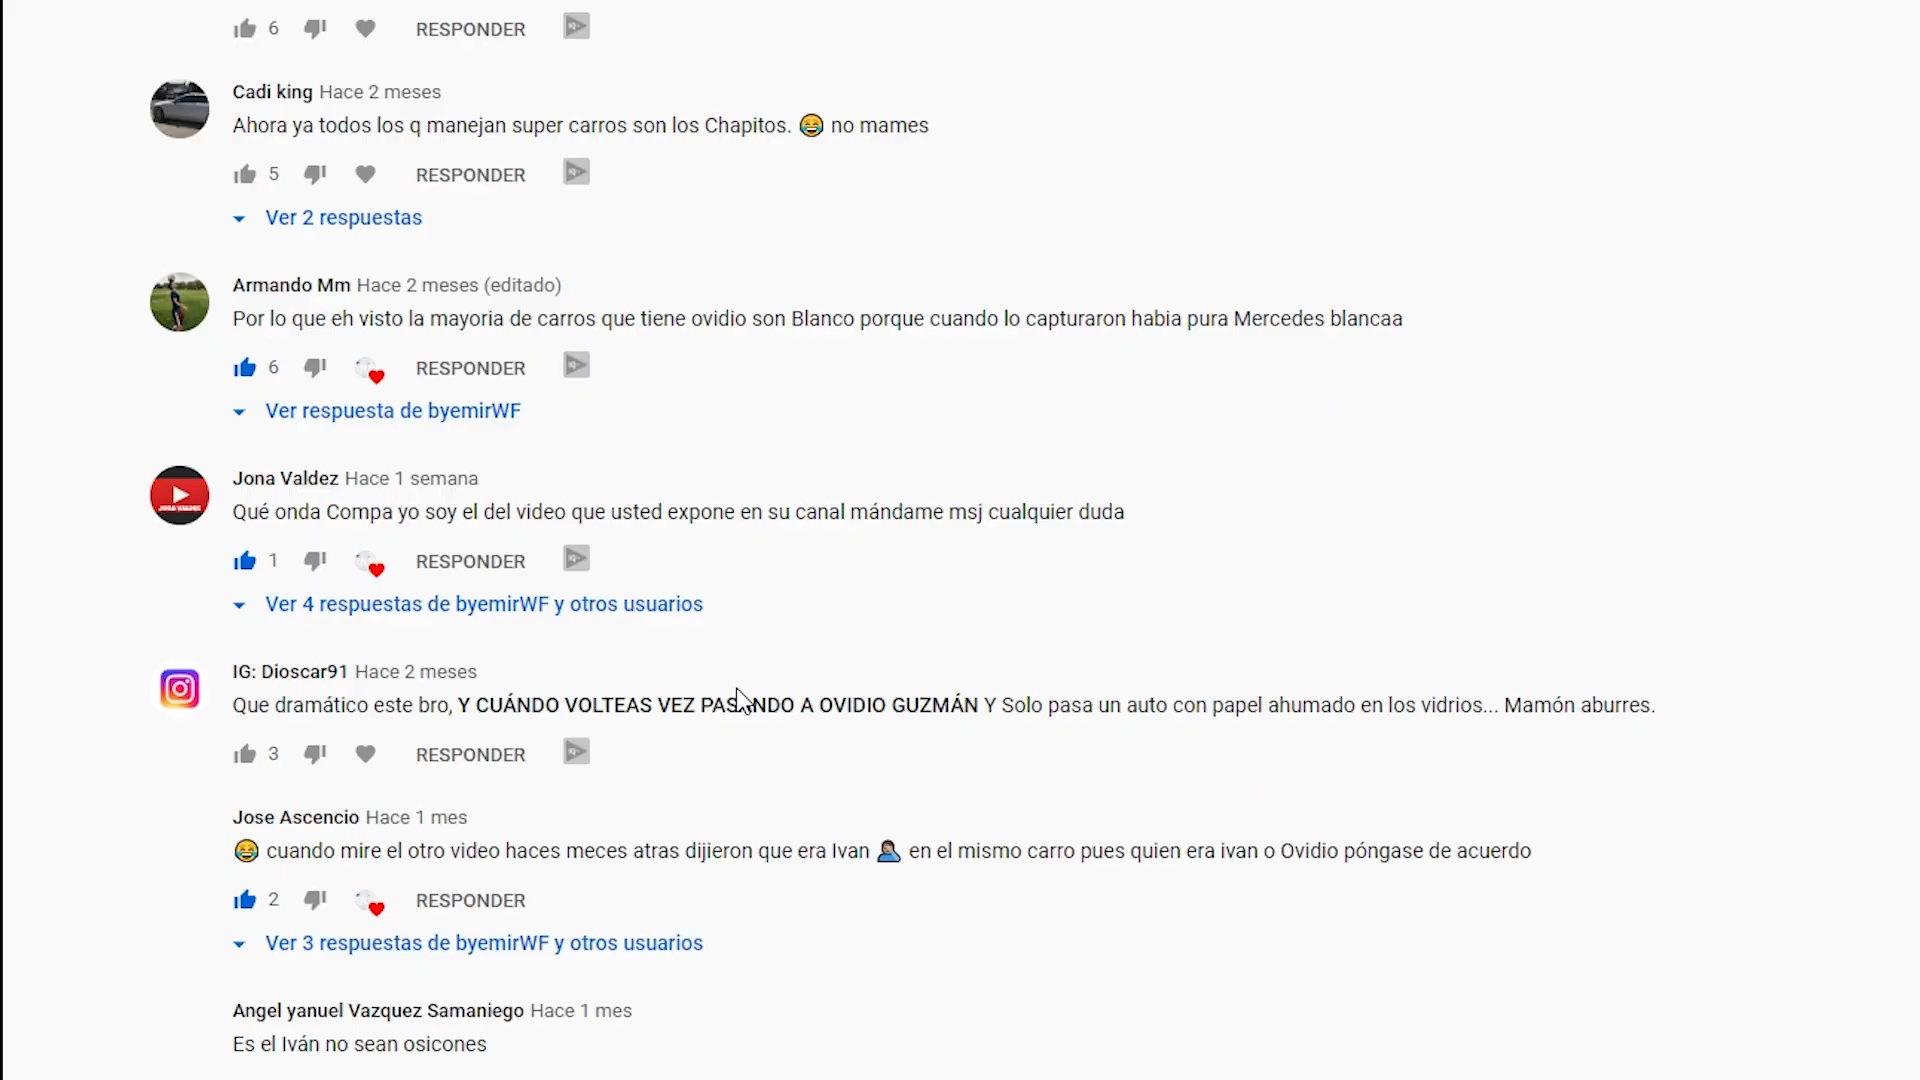 6 RESPONDER
Cadi king Hace 2 meses
Ahora ya todos los q manejan super carros son los Chapitos. 😂 no mames
5 RESPONDER
Ver 2 respuestas
Armando Mm Hace 2 meses (editado)
Por lo que eh visto la mayoria de carros que tiene ovidio son Blanco porque cuando lo capturaron habia pura Mercedes blancaa
6 RESPONDER
Ver respuesta de byemirWF
Jona Valdez Hace 1 semana
JONA VALDEZ
Qué onda Compa yo soy el del video que usted expone en su canal mándame msj cualquier duda
1 RESPONDER
Ver 4 respuestas de byemirWF y otros usuarios
IG: Dioscar91 Hace 2 meses
Que dramático este bro, Y CUÁNDO VOLTEAS VEZ PASANDO A OVIDIO GUZMÁN Y Solo pasa un auto con papel ahumado en los vidrios... Mamón aburres.
3 RESPONDER
Jose Ascencio Hace 1 mes
😂 cuando mire el otro video haces meces atras dijieron que era Ivan 🤦🏽‍♂️ en el mismo carro pues quien era ivan o Ovidio póngase de acuerdo
2 RESPONDER
Ver 3 respuestas de byemirWF y otros usuarios
Angel yanuel Vazquez Samaniego Hace 1 mes
Es el Iván no sean osicones